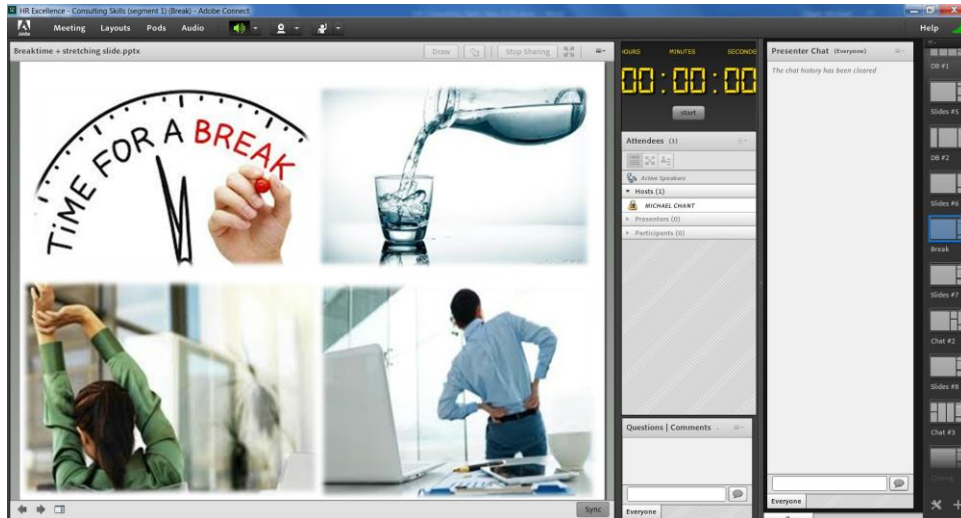 HR Excellence - Consulting Skills (segment 1) (Break) - Adobe Connect
Adobe
Meeting Layouts Pods Audio
Help
Breaktime + stretching slide.pptx
Draw
Stop Sharing
TiME FOR A BREAK
HOURS MINUTES SECONDS
00:00:00
start
Attendees (1)
Active Speakers
Hosts (1)
MICHAEL CHANT
Presenters (0)
Participants (0)
Questions | Comments
Everyone
Presenter Chat (Everyone)
The chat history has been cleared
Everyone
DB #1
Slides #5
DB #2
Slides #6
Break
Slides #7
Chat #2
Slides #8
Chat #3
Sync